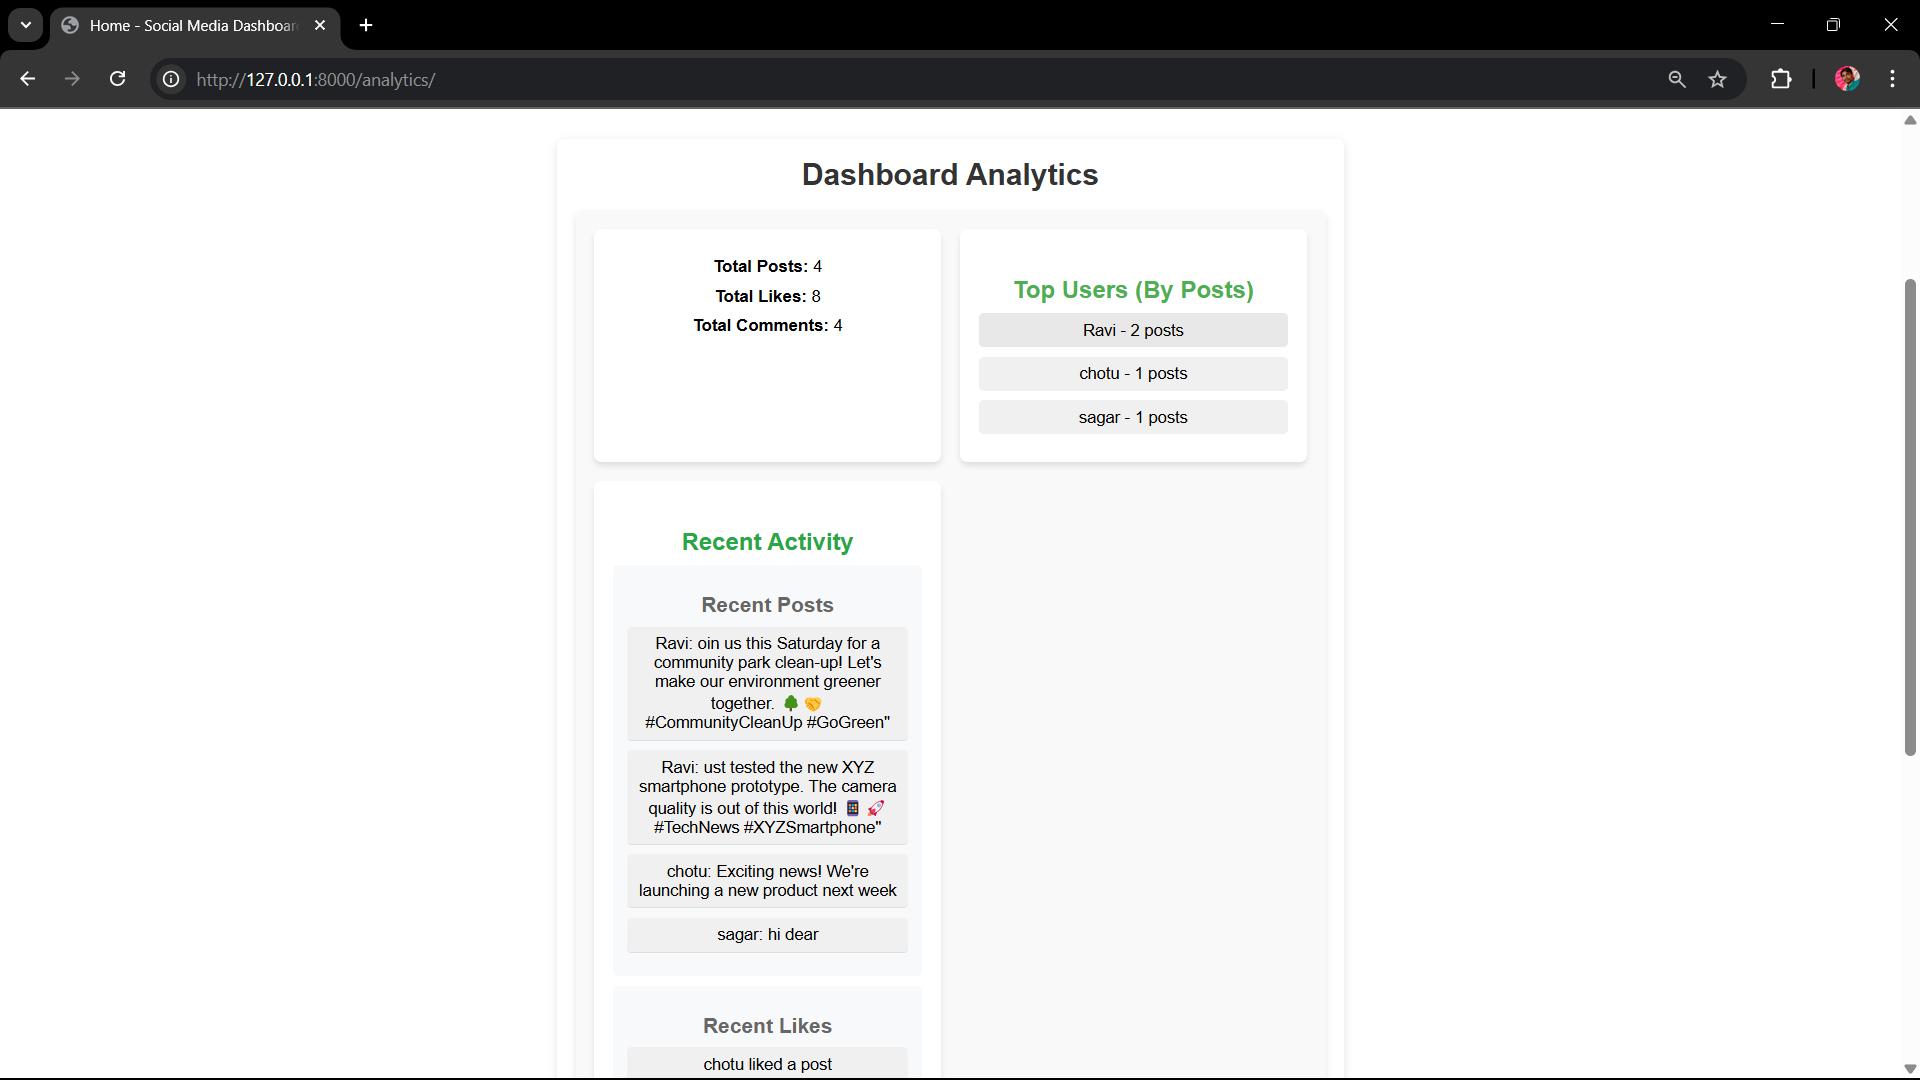 Home - Social Media Dashboar
http://127.0.0.1:8000/analytics/
Dashboard Analytics
Total Posts: 4
Total Likes: 8
Total Comments: 4
Top Users (By Posts)
Ravi - 2 posts
chotu - 1 posts
sagar - 1 posts
Recent Activity
Recent Posts
Ravi: oin us this Saturday for a
community park clean-up! Let's
make our environment greener
together. 🌳 🤝
#CommunityCleanUp #GoGreen"
Ravi: ust tested the new XYZ
smartphone prototype. The camera
quality is out of this world! 📱 🚀
#TechNews #XYZSmartphone"
chotu: Exciting news! We're
launching a new product next week
sagar: hi dear
Recent Likes
chotu liked a post